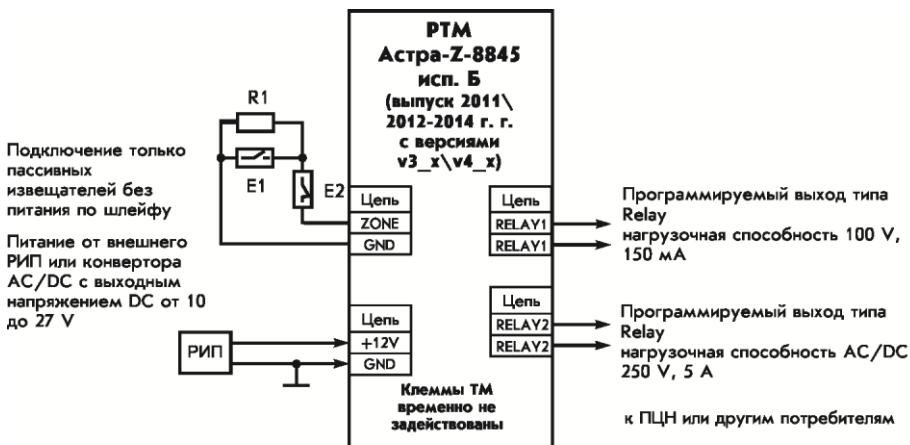 РТМ
Астра-Z-8845
исп. Б
(выпуск 2011\
2012-2014 г. г.
с версиями
v3_x\v4_x)
R1
E1
E2
Подключение только
пассивных
извещателей без
питания по шлейфу
Питание от внешнего
РИП или конвертора
AC/DC с выходным
напряжением DC от 10
до 27 V
Цепь
ZONE
GND
Цепь
RELAY1
RELAY1
Программируемый выход типа
Relay
нагрузочная способность 100 V,
150 мА
РИП
Цепь
+12V
GND
Цепь
RELAY2
RELAY2
Программируемый выход типа
Relay
нагрузочная способность AC/DC
250 V, 5 А
Клеммы ТМ
временно не
задействованы
к ПЦН или другим потребителям